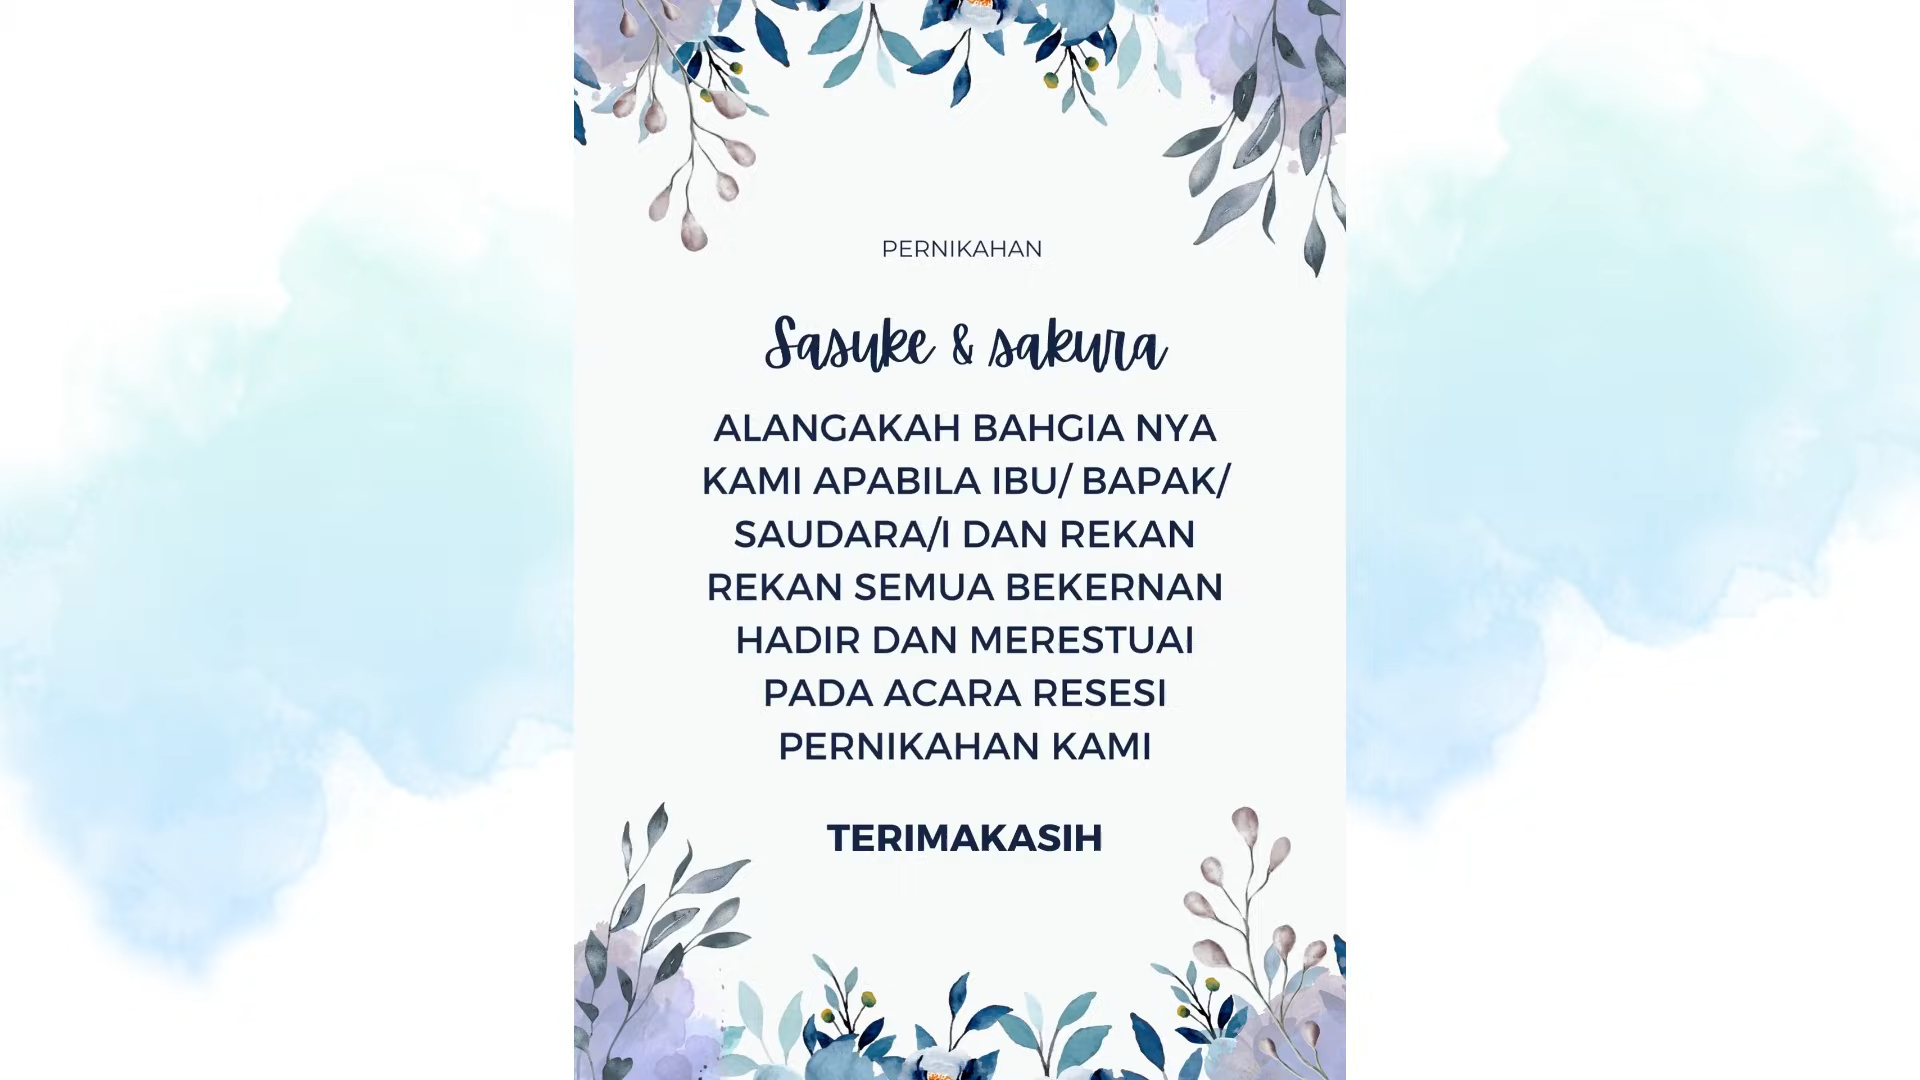 PERNIKAHAN
Sasuke & sakura
ALANGAKAH BAHGIA NYA
KAMI APABILA IBU/ BAPAK/
SAUDARA/I DAN REKAN
REKAN SEMUA BEKERNAN
HADIR DAN MERESTUAI
PADA ACARA RESESI
PERNIKAHAN KAMI
TERIMAKASIH